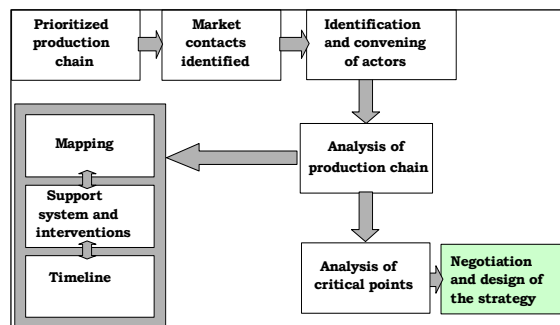 Prioritized
production
chain
Market
contacts
identified
Identification
and convening
of actors
Mapping
Support
system and
interventions
Timeline
Analysis of
production chain
Analysis of
critical points
Negotiation
and design of
the strategy